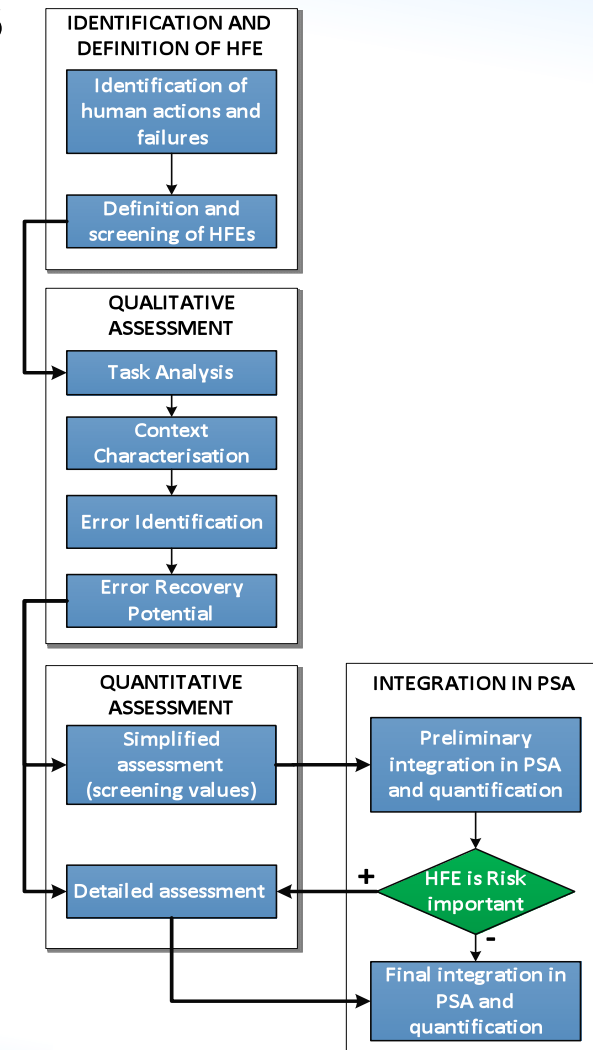 IDENTIFICATION AND
DEFINITION OF HFE
Identification of
human actions and
failures
Definition and
screening of HFEs
QUALITATIVE
ASSESSMENT
Task Analysis
Context
Characterisation
Error Identification
Error Recovery
Potential
QUANTITATIVE
ASSESSMENT
Simplified
assessment
(screening values)
Detailed assessment
INTEGRATION IN PSA
Preliminary
integration in PSA
and quantification
+
HFE is Risk
important
-
Final integration in
PSA and
quantification